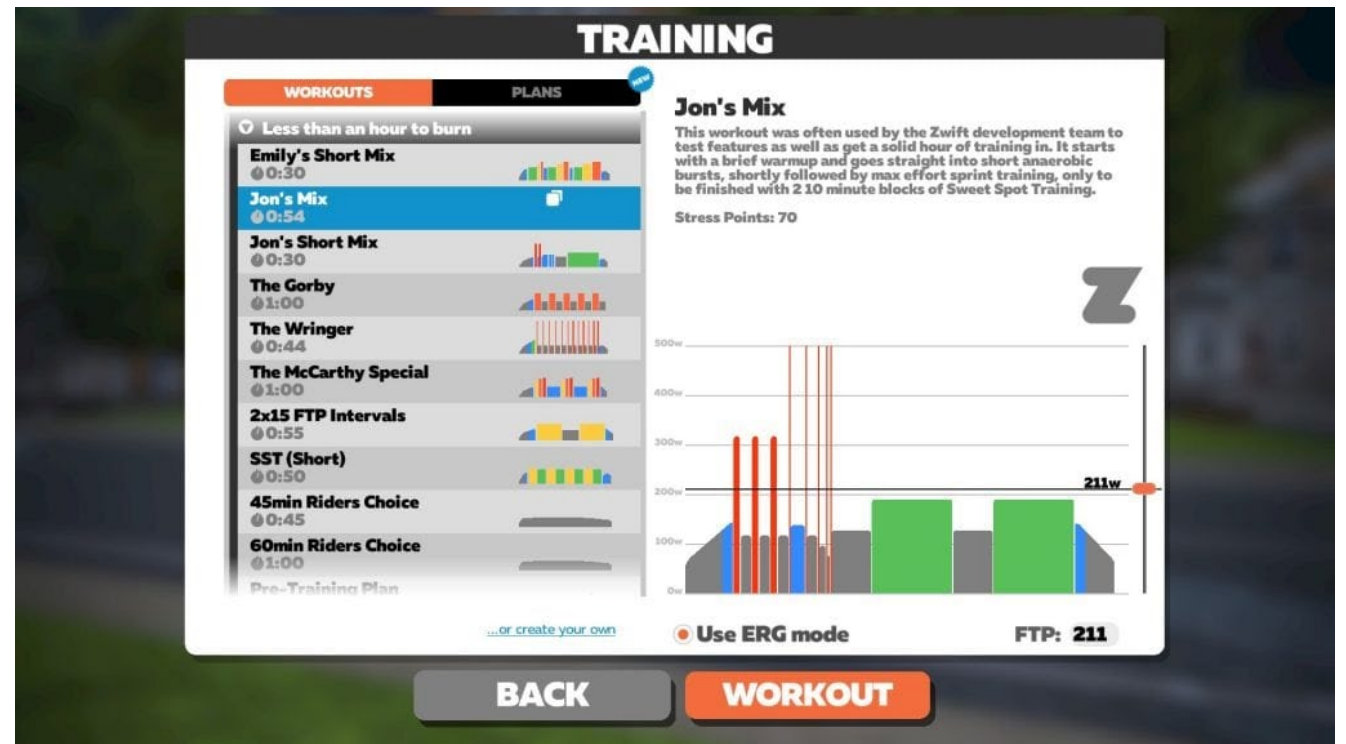 TRAINING
WORKOUTS
PLANS
NEW
Less than an hour to burn
Emily's Short Mix
0:30
Jon's Mix
0:54
Jon's Short Mix
0:30
The Gorby
1:00
The Wringer
0:44
The McCarthy Special
1:00
2x15 FTP Intervals
0:55
SST (Short)
0:50
45min Riders Choice
0:45
60min Riders Choice
1:00
Pre-Training Plan
...or create your own
Jon's Mix
This workout was often used by the Zwift development team to
test features as well as get a solid hour of training in. It starts
with a brief warmup and goes straight into short anaerobic
bursts, shortly followed by max effort sprint training, only to
be finished with 2 10 minute blocks of Sweet Spot Training.
Stress Points: 70
Z
500w
400w
300w
211w
200w
100w
0w
Use ERG mode
FTP: 211
BACK
WORKOUT